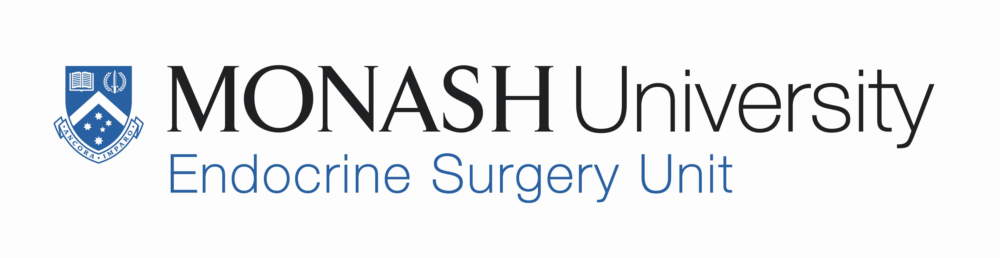 MONASH University
Endocrine Surgery Unit
ANCORA · IMPARO